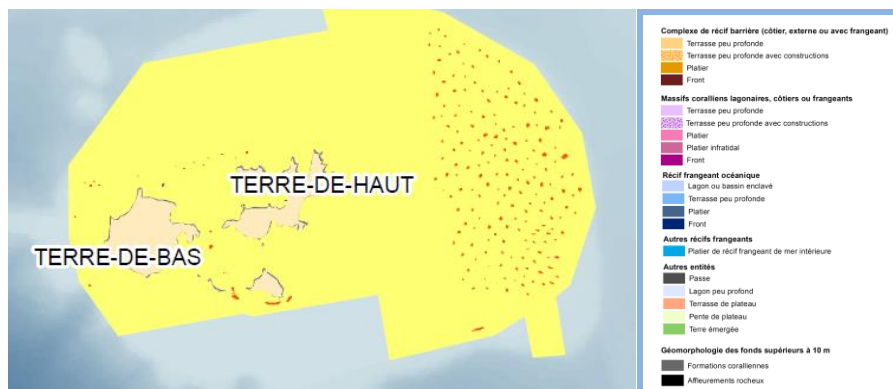 TERRE-DE-HAUT
TERRE-DE-BAS
Complexe de récif barrière (côtier, externe ou avec frangeant)
Terrasse peu profonde
Terrasse peu profonde avec constructions
Platier
Front
Massifs coralliens lagonaires, côtiers ou frangeants
Terrasse peu profonde
Terrasse peu profonde avec constructions
Platier
Platier infratidal
Front
Récif frangeant océanique
Lagon ou bassin enclavé
Terrasse peu profonde
Platier
Front
Autres récifs frangeants
Platier de récif frangeant de mer intérieure
Autres entités
Passe
Lagon peu profond
Terrasse de plateau
Pente de plateau
Terre émergée
Géomorphologie des fonds supérieurs à 10 m
Formations coralliennes
Affleurements rocheux